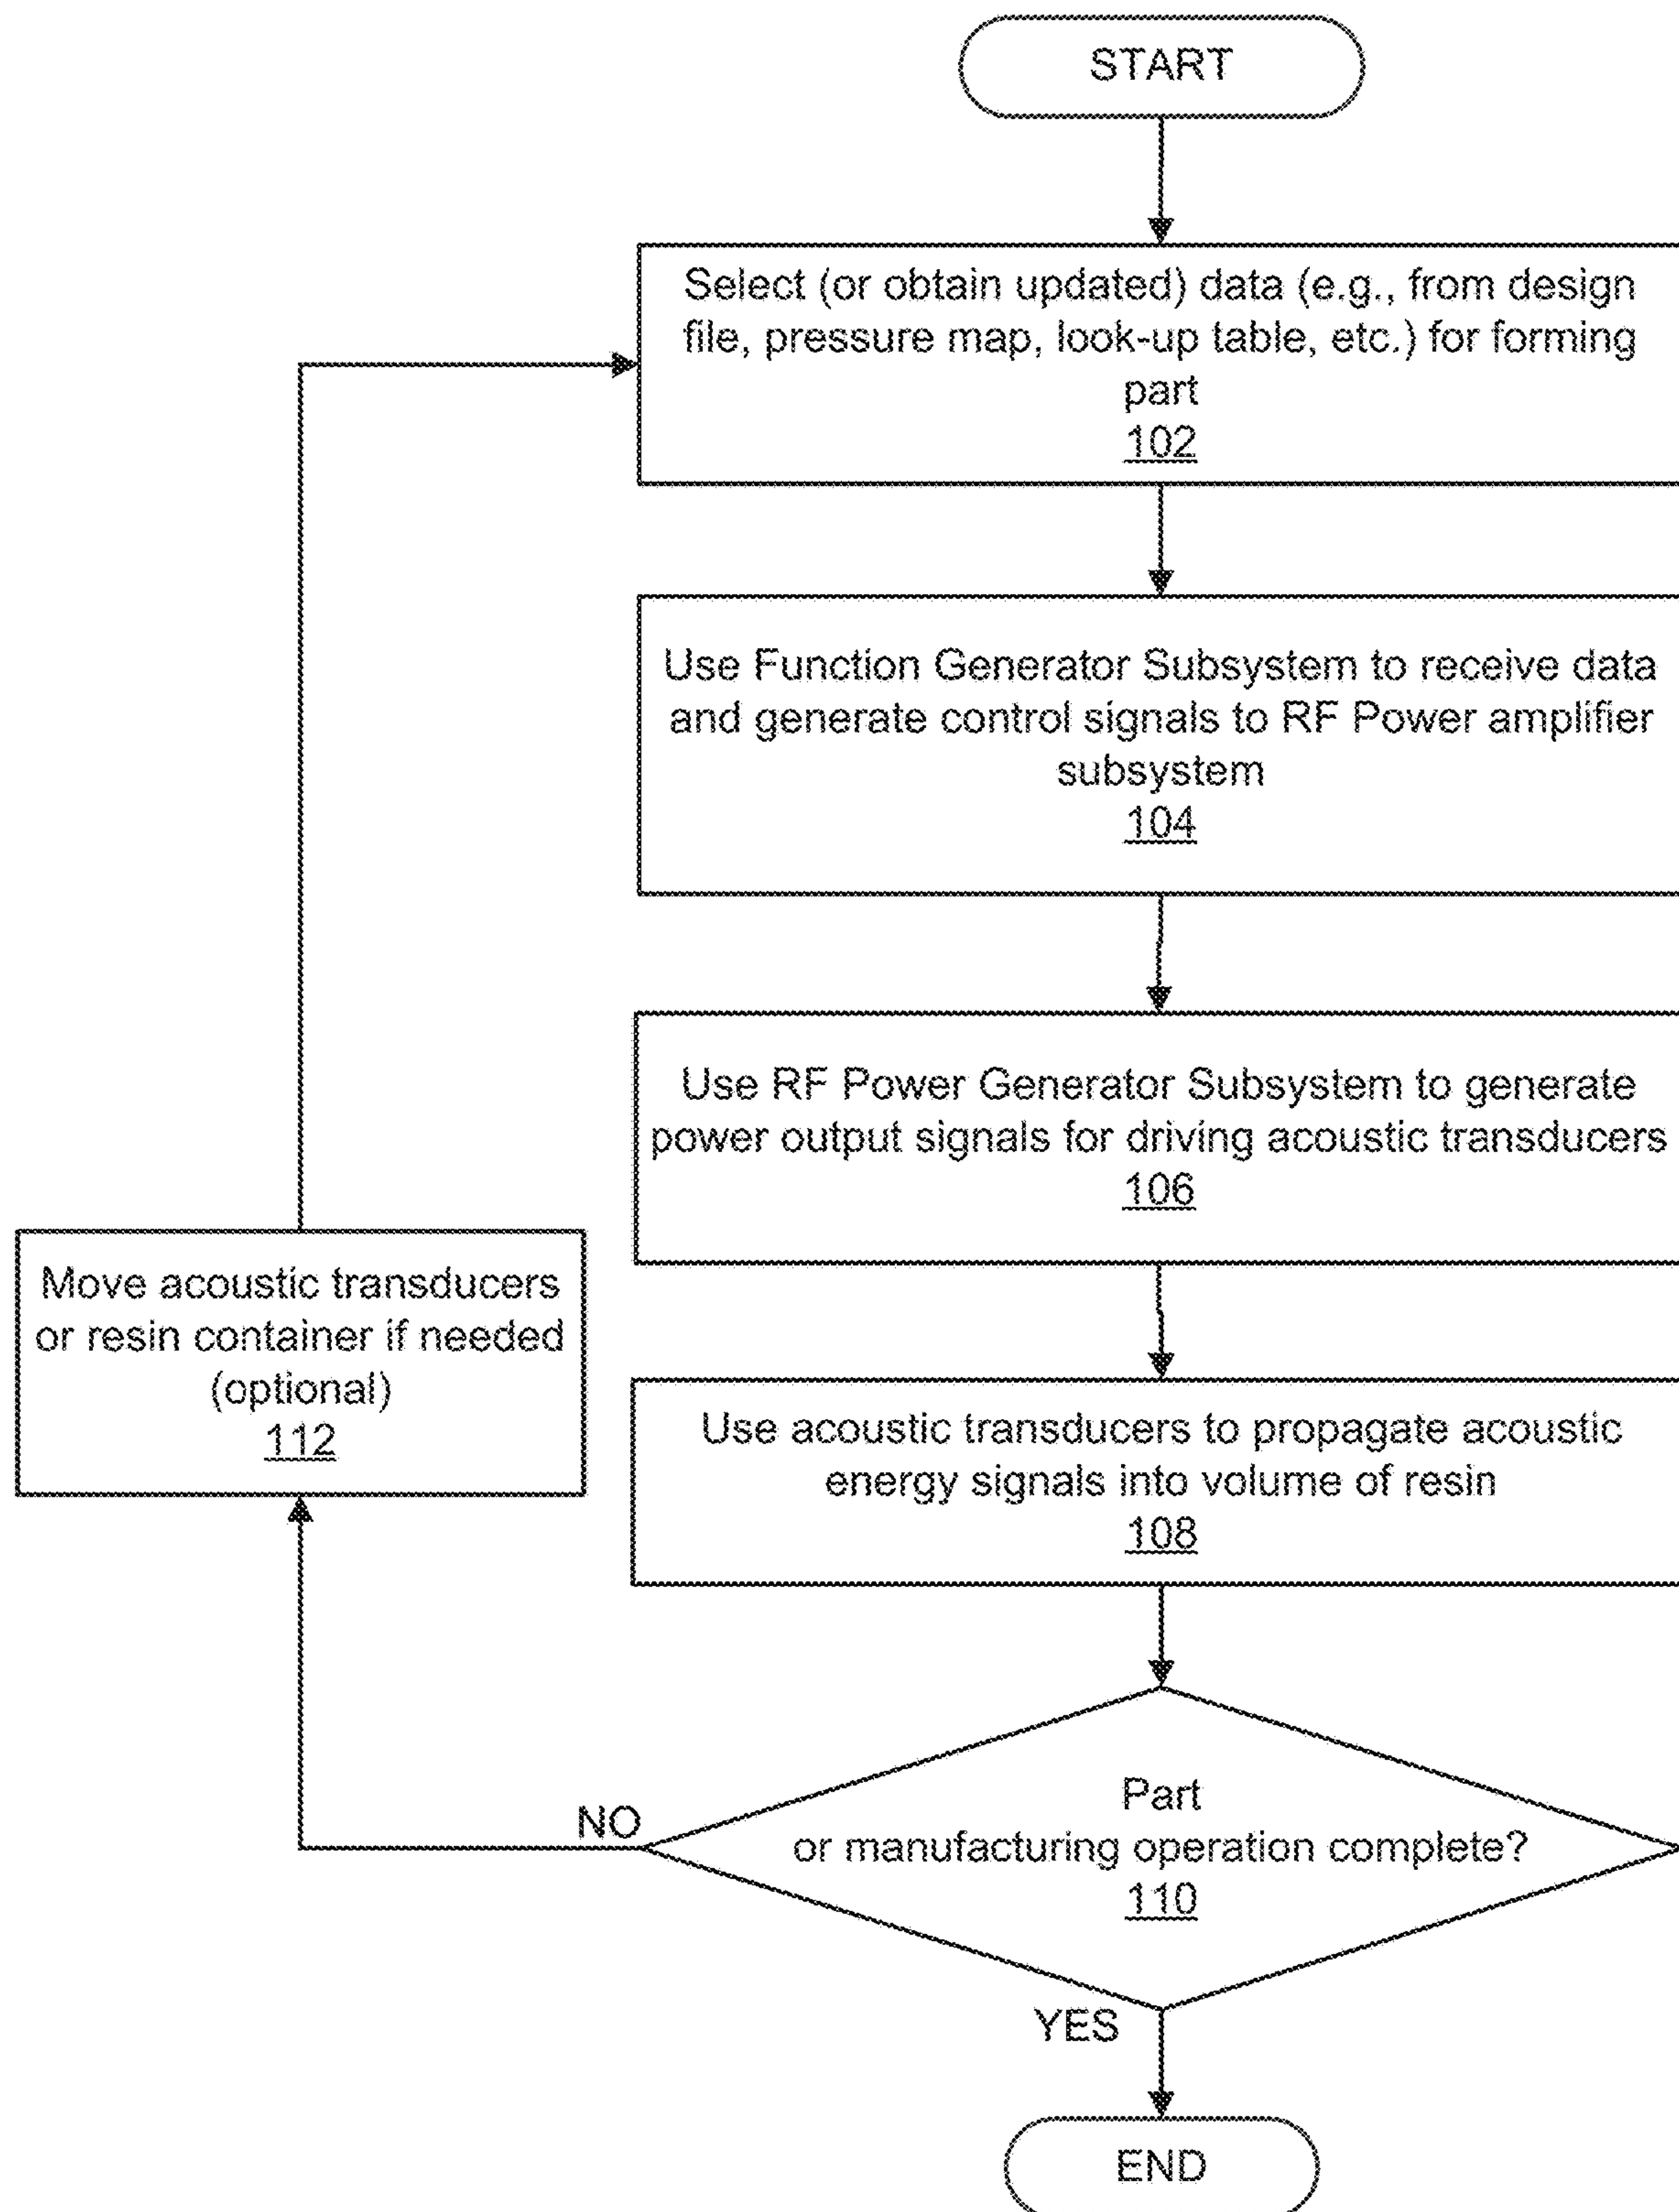 START
Select (or obtain updated) data (e.g., from design
file, pressure map, look-up table, etc.) for forming
part
102
Use Function Generator Subsystem to receive data
and generate control signals to RF Power amplifier
subsystem
104
Use RF Power Generator Subsystem to generate
power output signals for driving acoustic transducers
106
Move acoustic transducers
or resin container if needed
(optional)
112
Use acoustic transducers to propagate acoustic
energy signals into volume of resin
108
Part
or manufacturing operation complete?
110
NO
YES
END